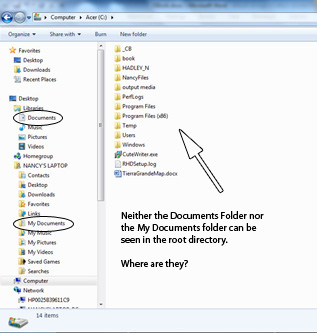 Computer ▸ Acer (C:) ▸
Organize ▾ Share with ▾ Burn New folder
Favorites
Desktop
Downloads
Recent Places
Desktop
Libraries
Documents
Music
Pictures
Videos
Homegroup
NANCY'S LAPTOP
Contacts
Desktop
Downloads
Favorites
Links
My Documents
My Music
My Pictures
My Videos
Saved Games
Searches
Computer
Network
HP0025B39611C9
14 items
_CB
book
HADLEY_N
NancyFiles
output media
PerfLogs
Program Files
Program Files (x86)
Temp
Users
Windows
CuteWriter.exe
RHDSetup.log
TierraGrandeMap.docx
Neither the Documents Folder nor
the My Documents folder can be
seen in the root directory.
Where are they?